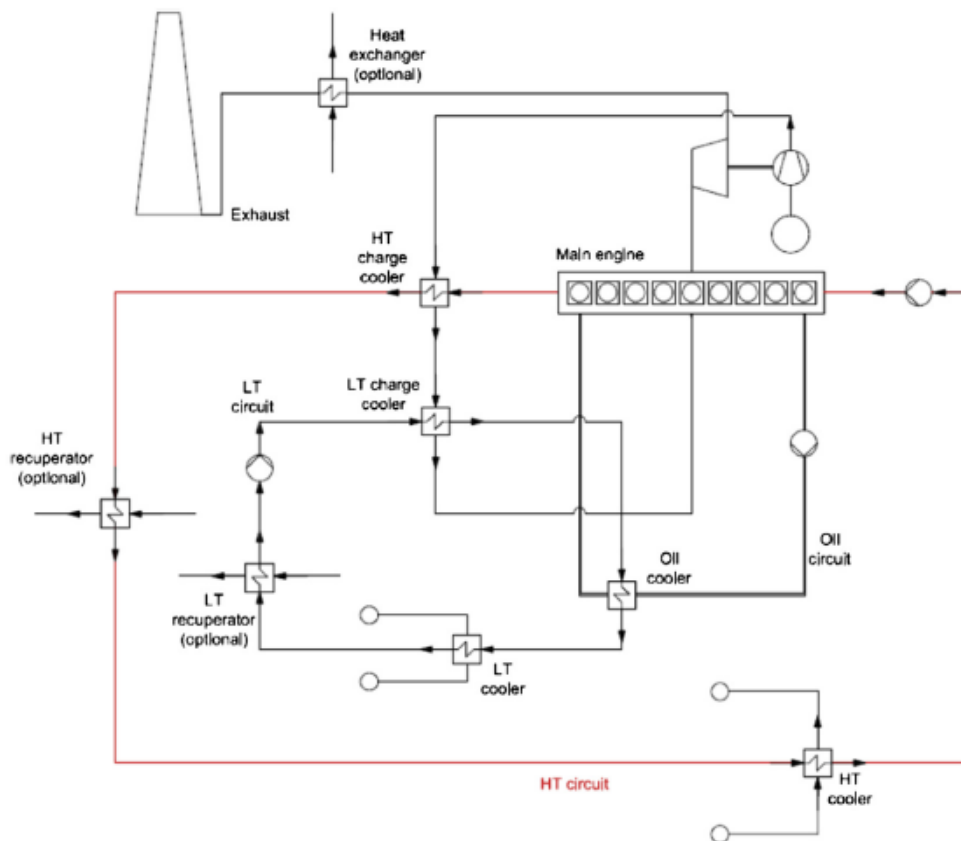 Heat
exchanger
(optional)
Exhaust
HT
charge
cooler
Main engine
LT
circuit
LT charge
cooler
HT
recuperator
(optional)
Oil
cooler
Oil
circuit
LT
recuperator
(optional)
LT
cooler
HT circuit
HT
cooler